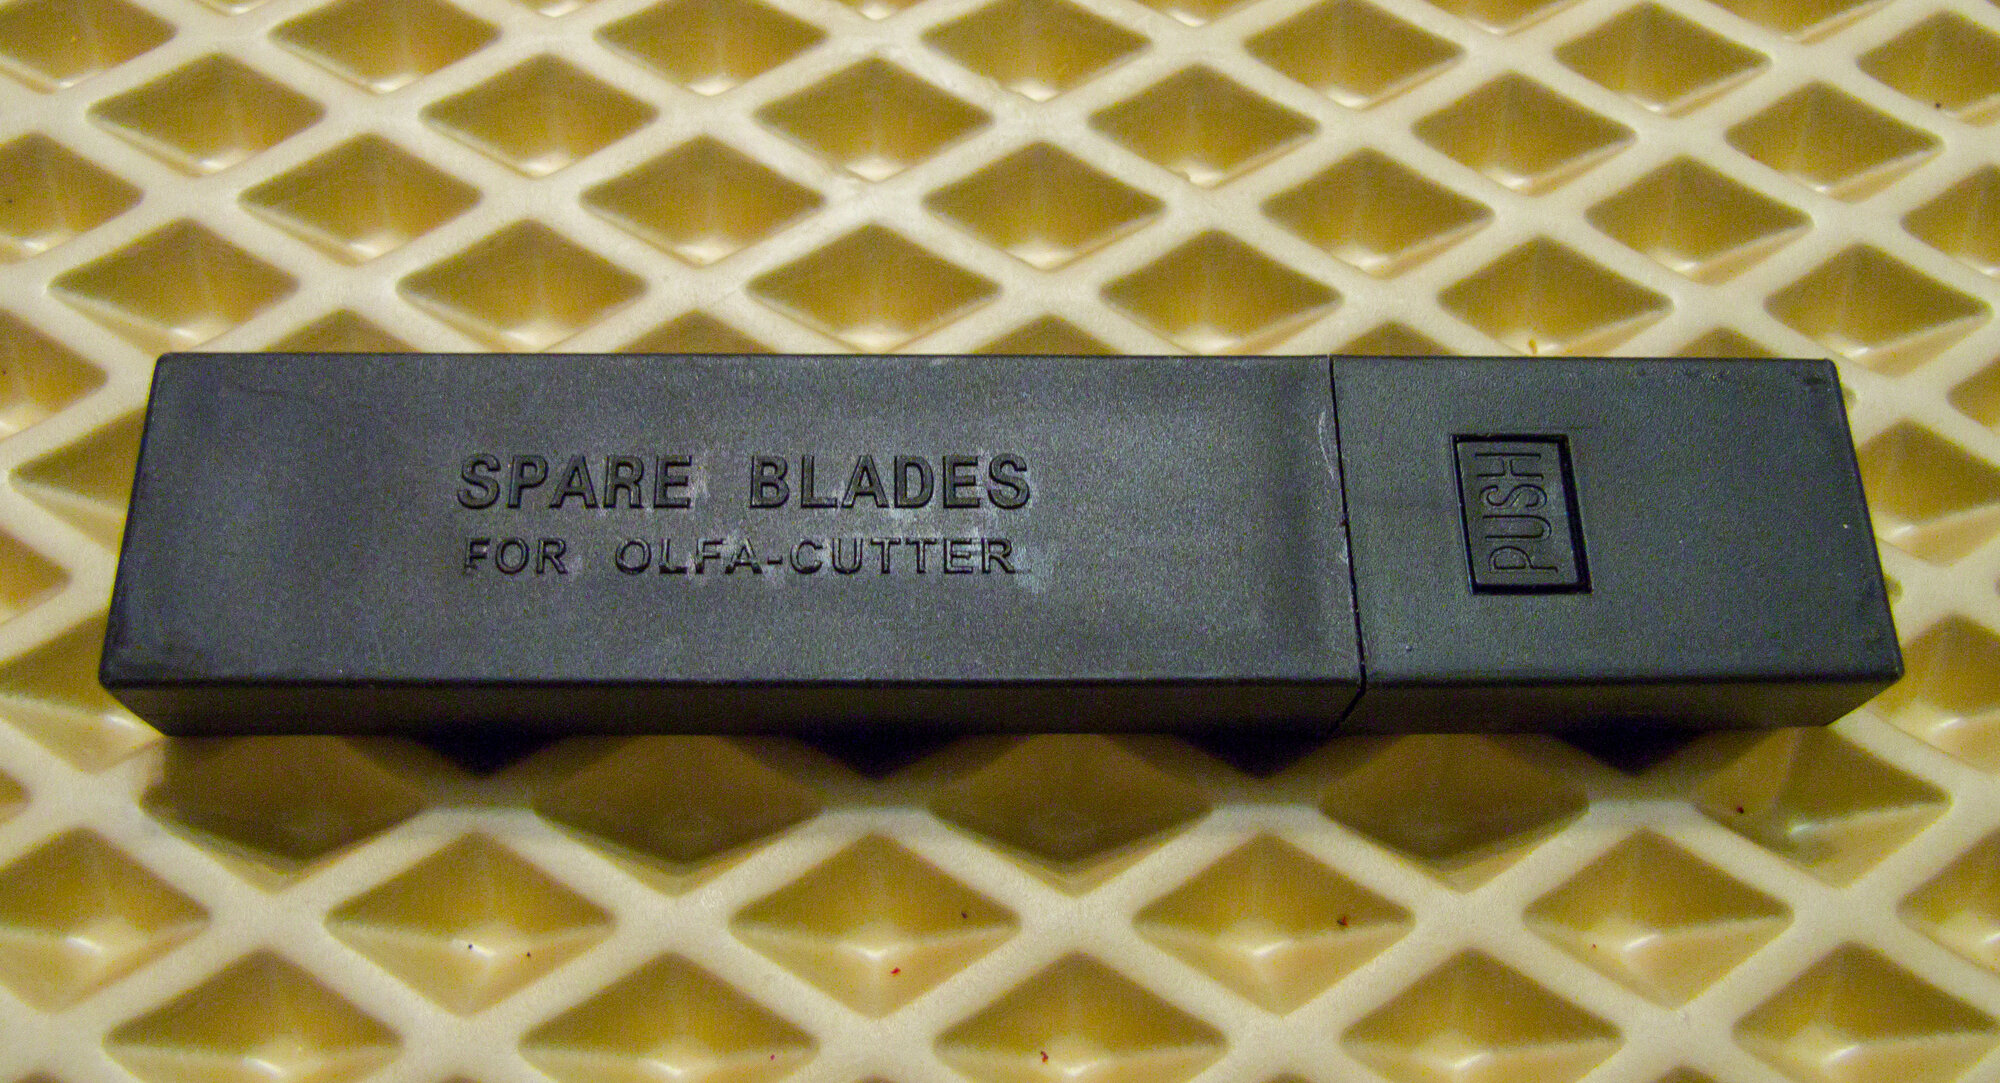 SPARE BLADES
FOR OLFA-CUTTER
PUSH